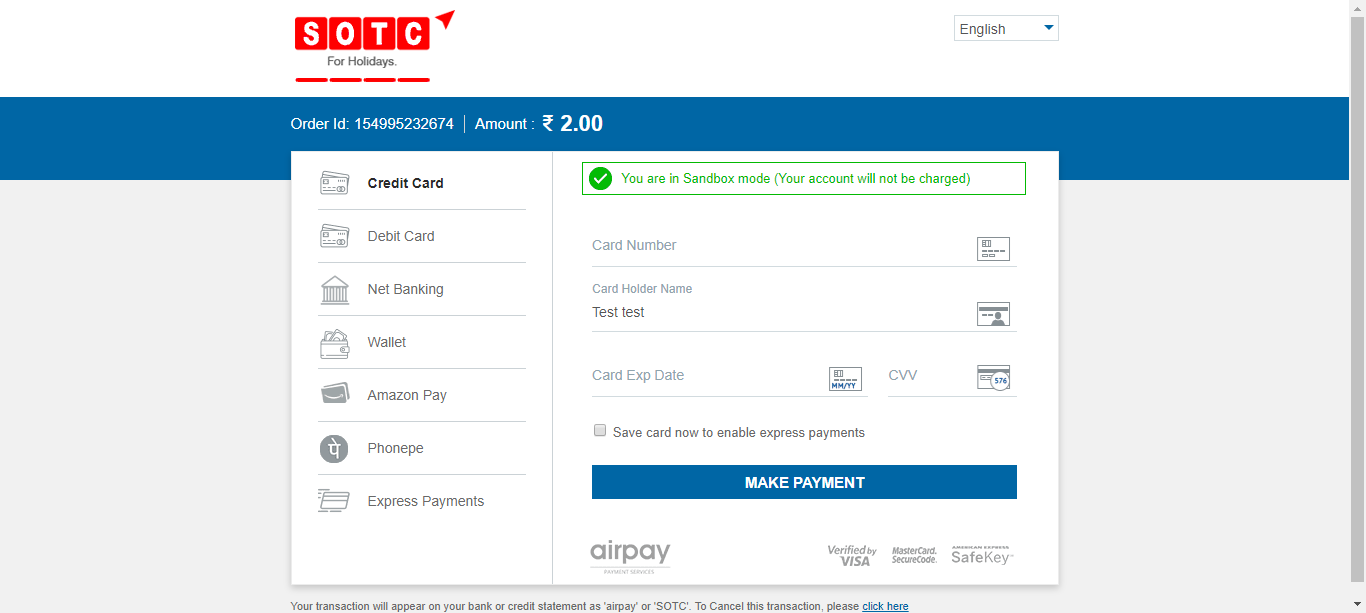 SOTC
For Holidays.
English
Order Id: 154995232674 | Amount : ₹ 2.00
Credit Card
Debit Card
Net Banking
Wallet
Amazon Pay
Phonepe
Express Payments
You are in Sandbox mode (Your account will not be charged)
Card Number
Card Holder Name
Test test
Card Exp Date
MM/YY
CVV
576
Save card now to enable express payments
MAKE PAYMENT
airpay
PAYMENT SERVICES
Verified by
VISA
MasterCard.
SecureCode.
AMERICAN EXPRESS
SafeKey
Your transaction will appear on your bank or credit statement as 'airpay' or 'SOTC'. To Cancel this transaction, please click here